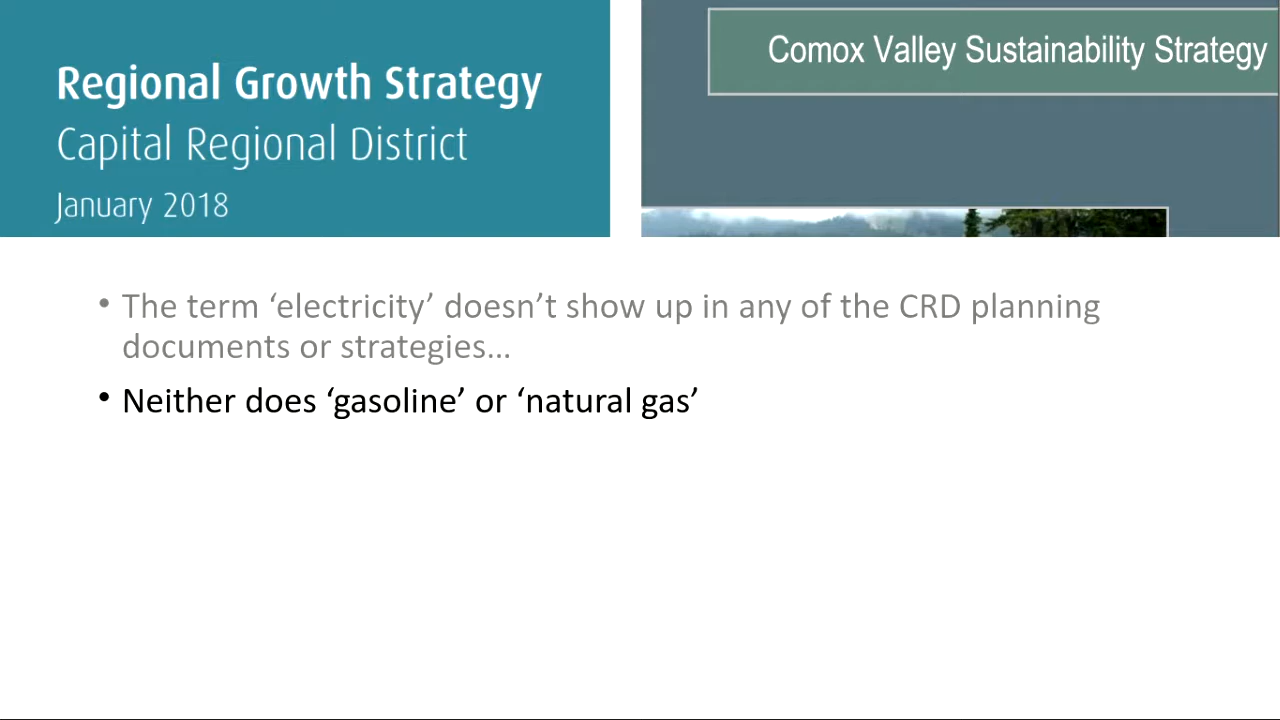 Regional Growth Strategy
Capital Regional District
January 2018
Comox Valley Sustainability Strategy
• The term ‘electricity’ doesn’t show up in any of the CRD planning
documents or strategies...
• Neither does ‘gasoline’ or ‘natural gas’